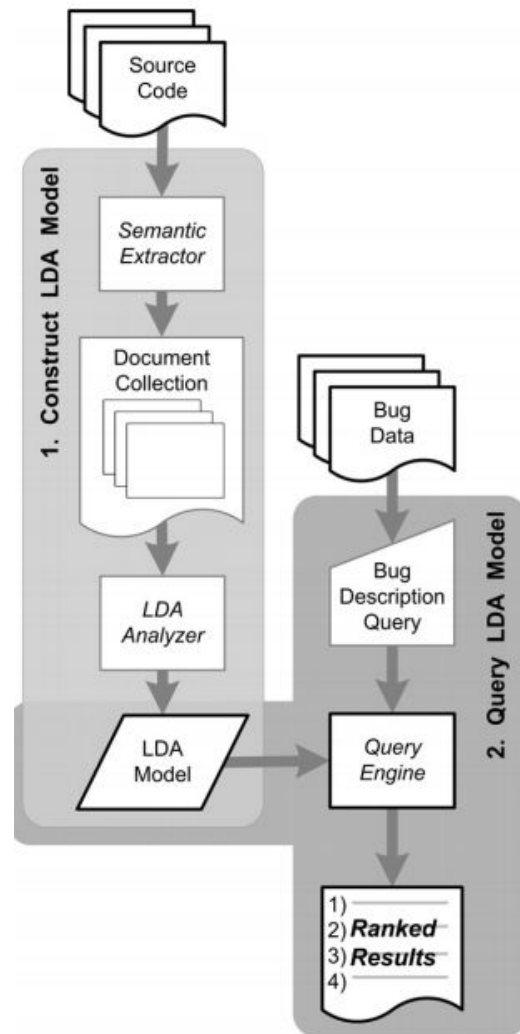 Source
Code
1. Construct LDA Model
Semantic
Extractor
Document
Collection
LDA
Analyzer
LDA
Model
Bug
Data
2. Query LDA Model
Bug
Description
Query
Query
Engine
1)
2) Ranked
3) Results
4)